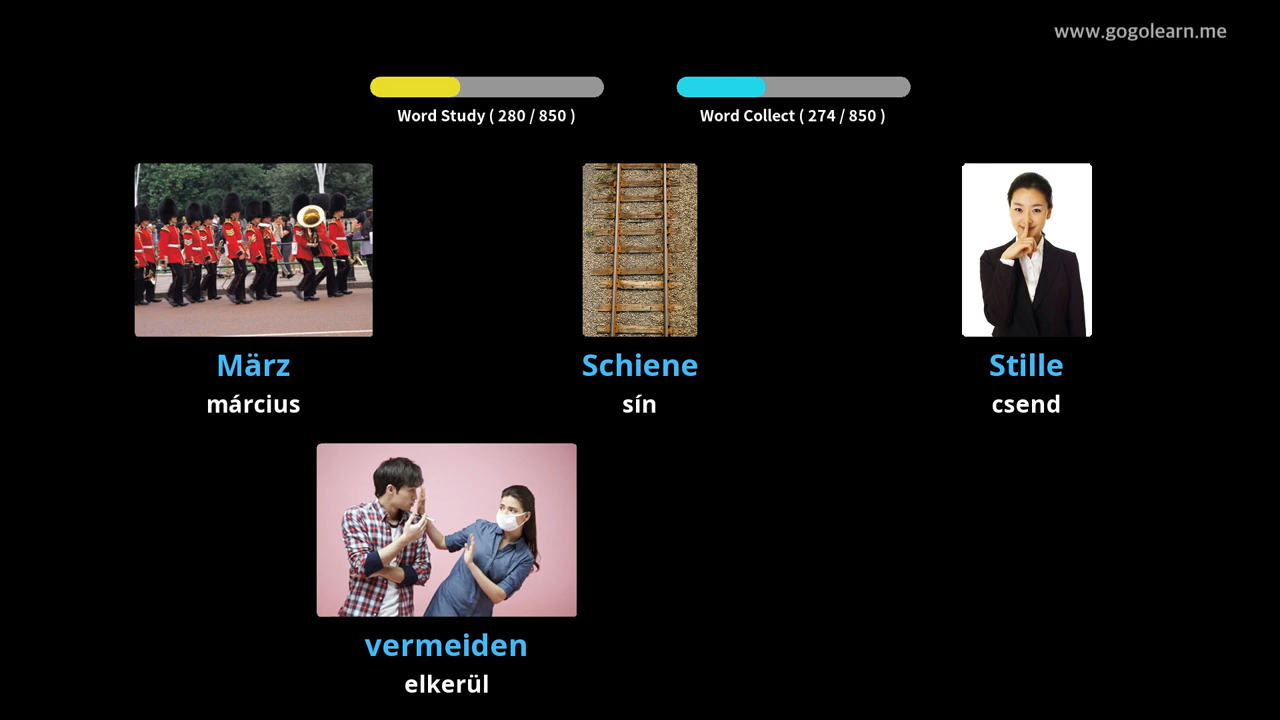 www.gogolearn.me
Word Study ( 280 / 850 )
Word Collect ( 274 / 850 )
März
Schiene
Stille
március
sín
csend
vermeiden
elkerül